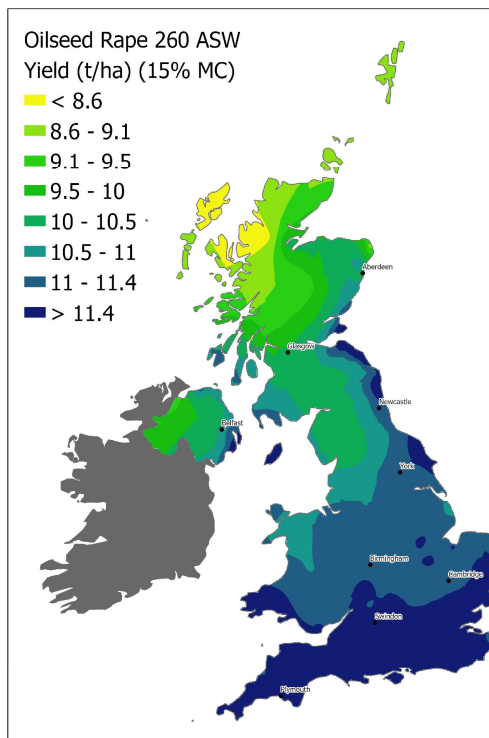 Oilseed Rape 260 ASW
Yield (t/ha) (15% MC)
< 8.6
8.6 - 9.1
9.1 - 9.5
9.5 - 10
10 - 10.5
10.5 - 11
11 - 11.4
> 11.4
Aberdeen
Glasgow
Newcastle
Belfast
York
Birmingham
Cambridge
Swindon
Plymouth